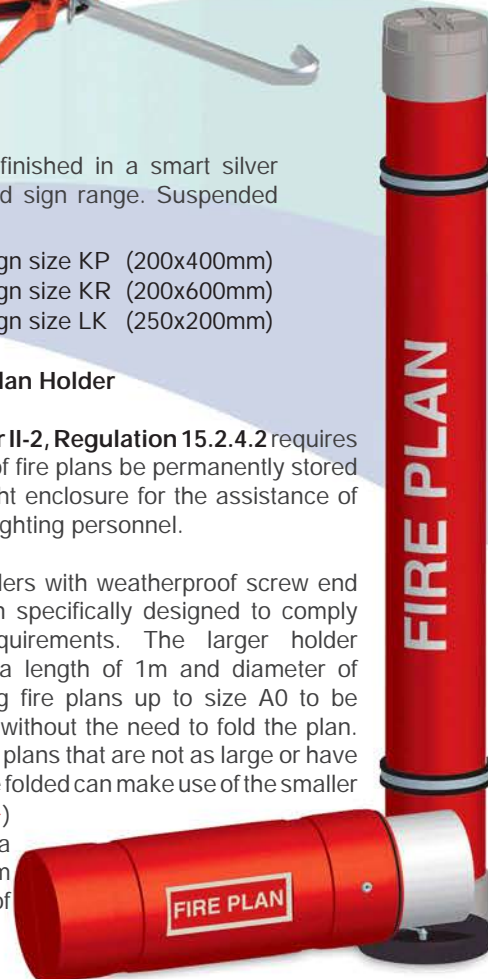 finished in a smart silver
d sign range. Suspended
gn size KP (200x400mm)
gn size KR (200x600mm)
gn size LK (250x200mm)
lan Holder
r II-2, Regulation 15.2.4.2 requires
of fire plans be permanently stored
ht enclosure for the assistance of
ighting personnel.
ders with weatherproof screw end
n specifically designed to comply
quirements. The larger holder
a length of 1m and diameter of
g fire plans up to size A0 to be
without the need to fold the plan.
plans that are not as large or have
e folded can make use of the smaller
)
a
m
of
FIRE PLAN
FIRE PLAN